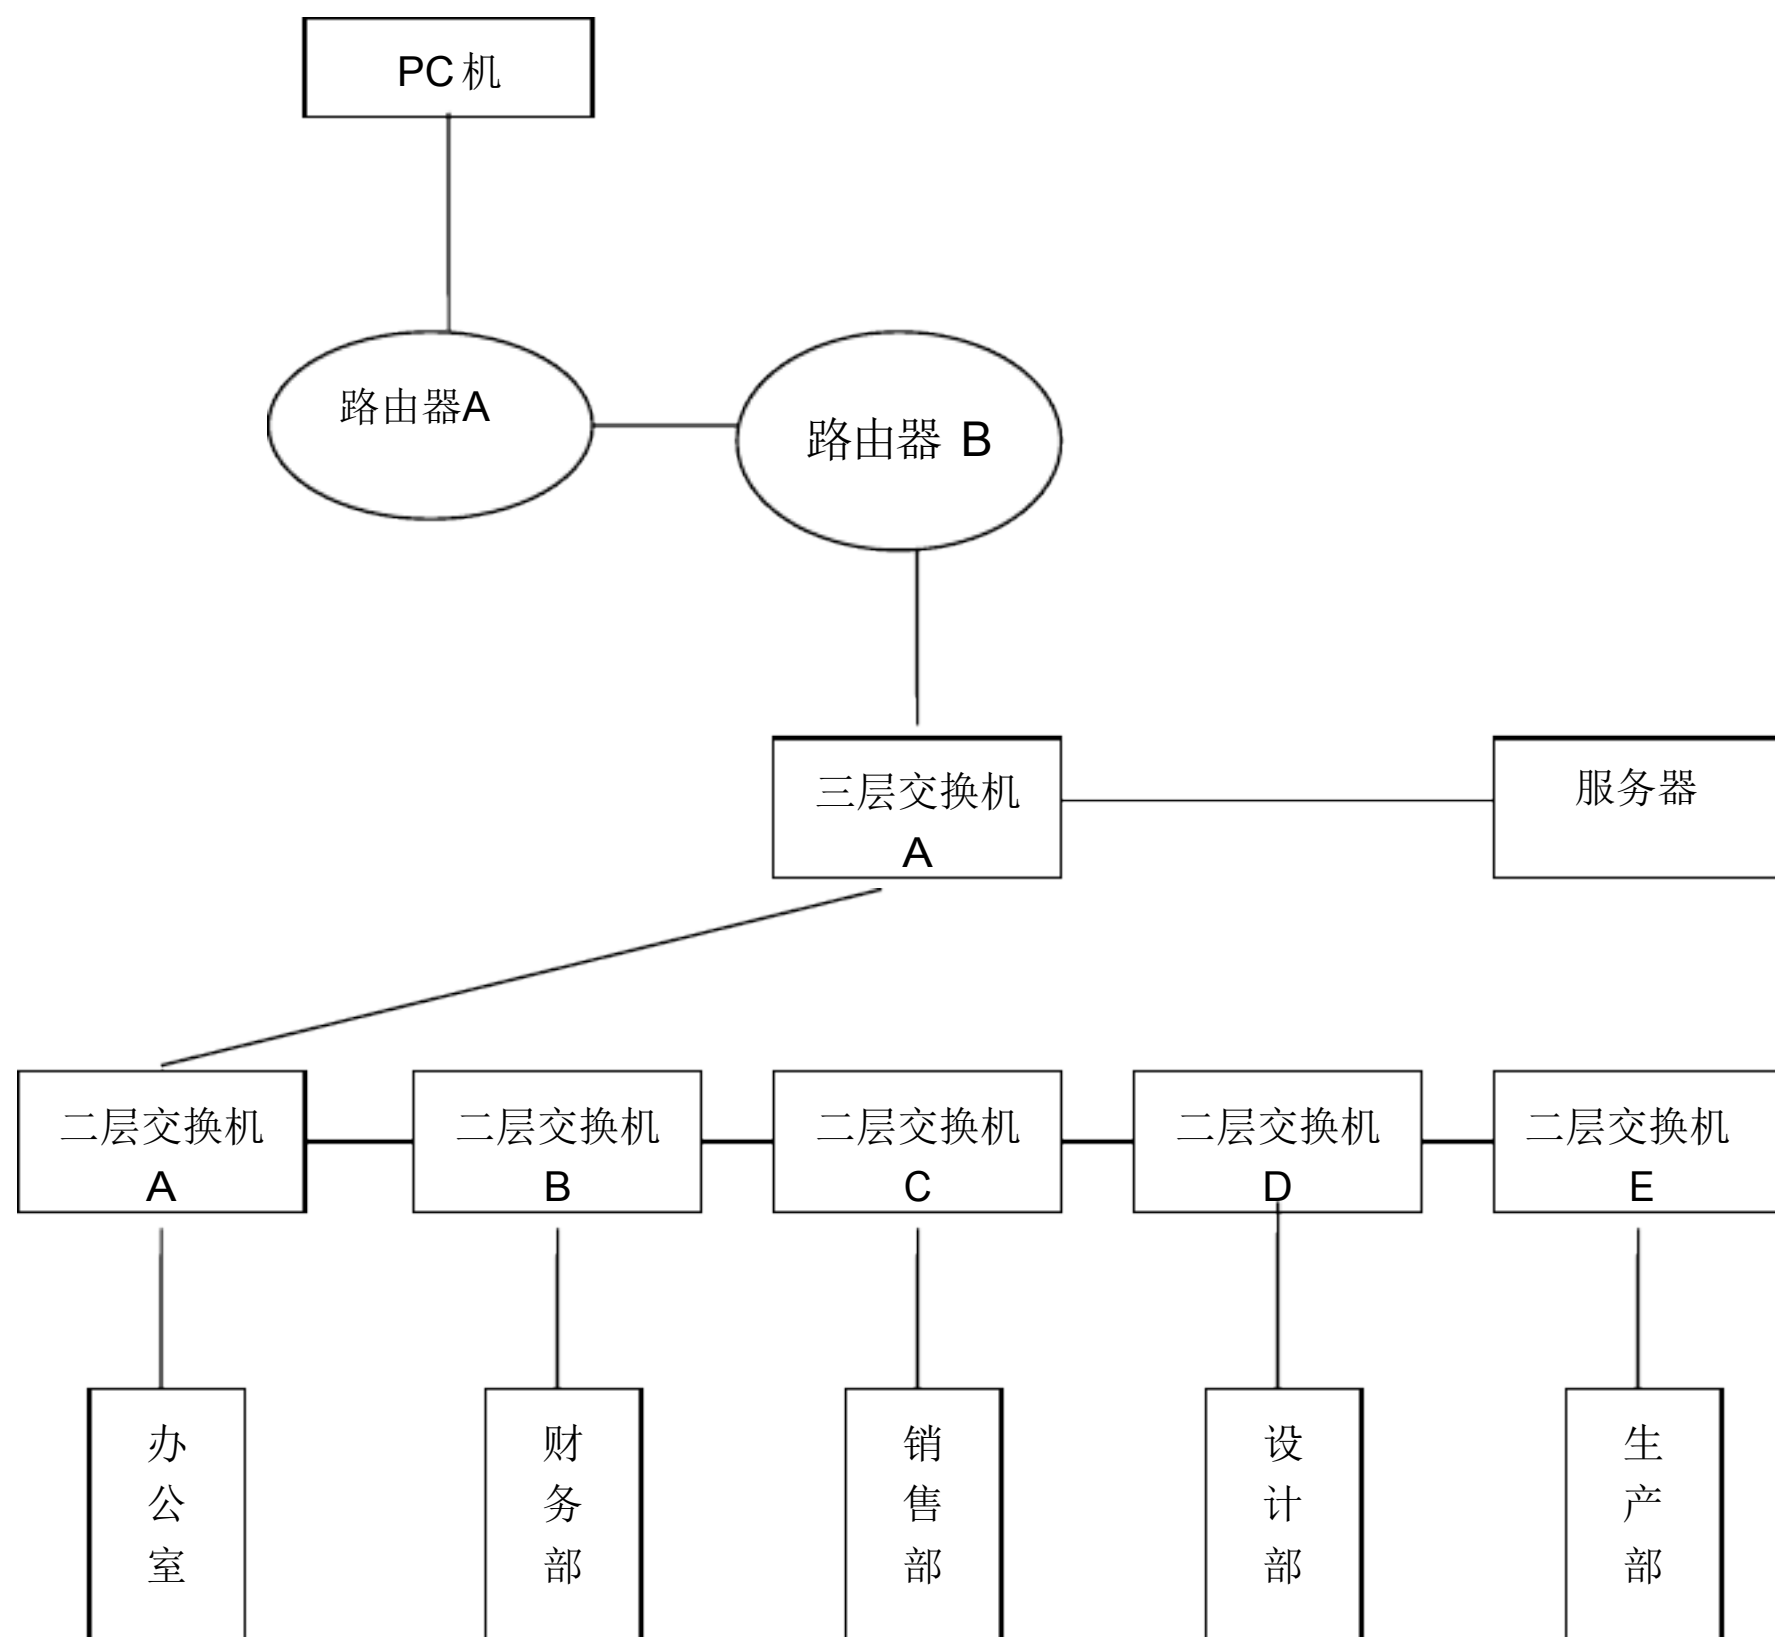 PC机
路由器A
路由器 B
三层交换机
A
服务器
二层交换机
A
二层交换机
B
二层交换机
C
二层交换机
D
二层交换机
E
办
公
室
财
务
部
销
售
部
设
计
部
生
产
部